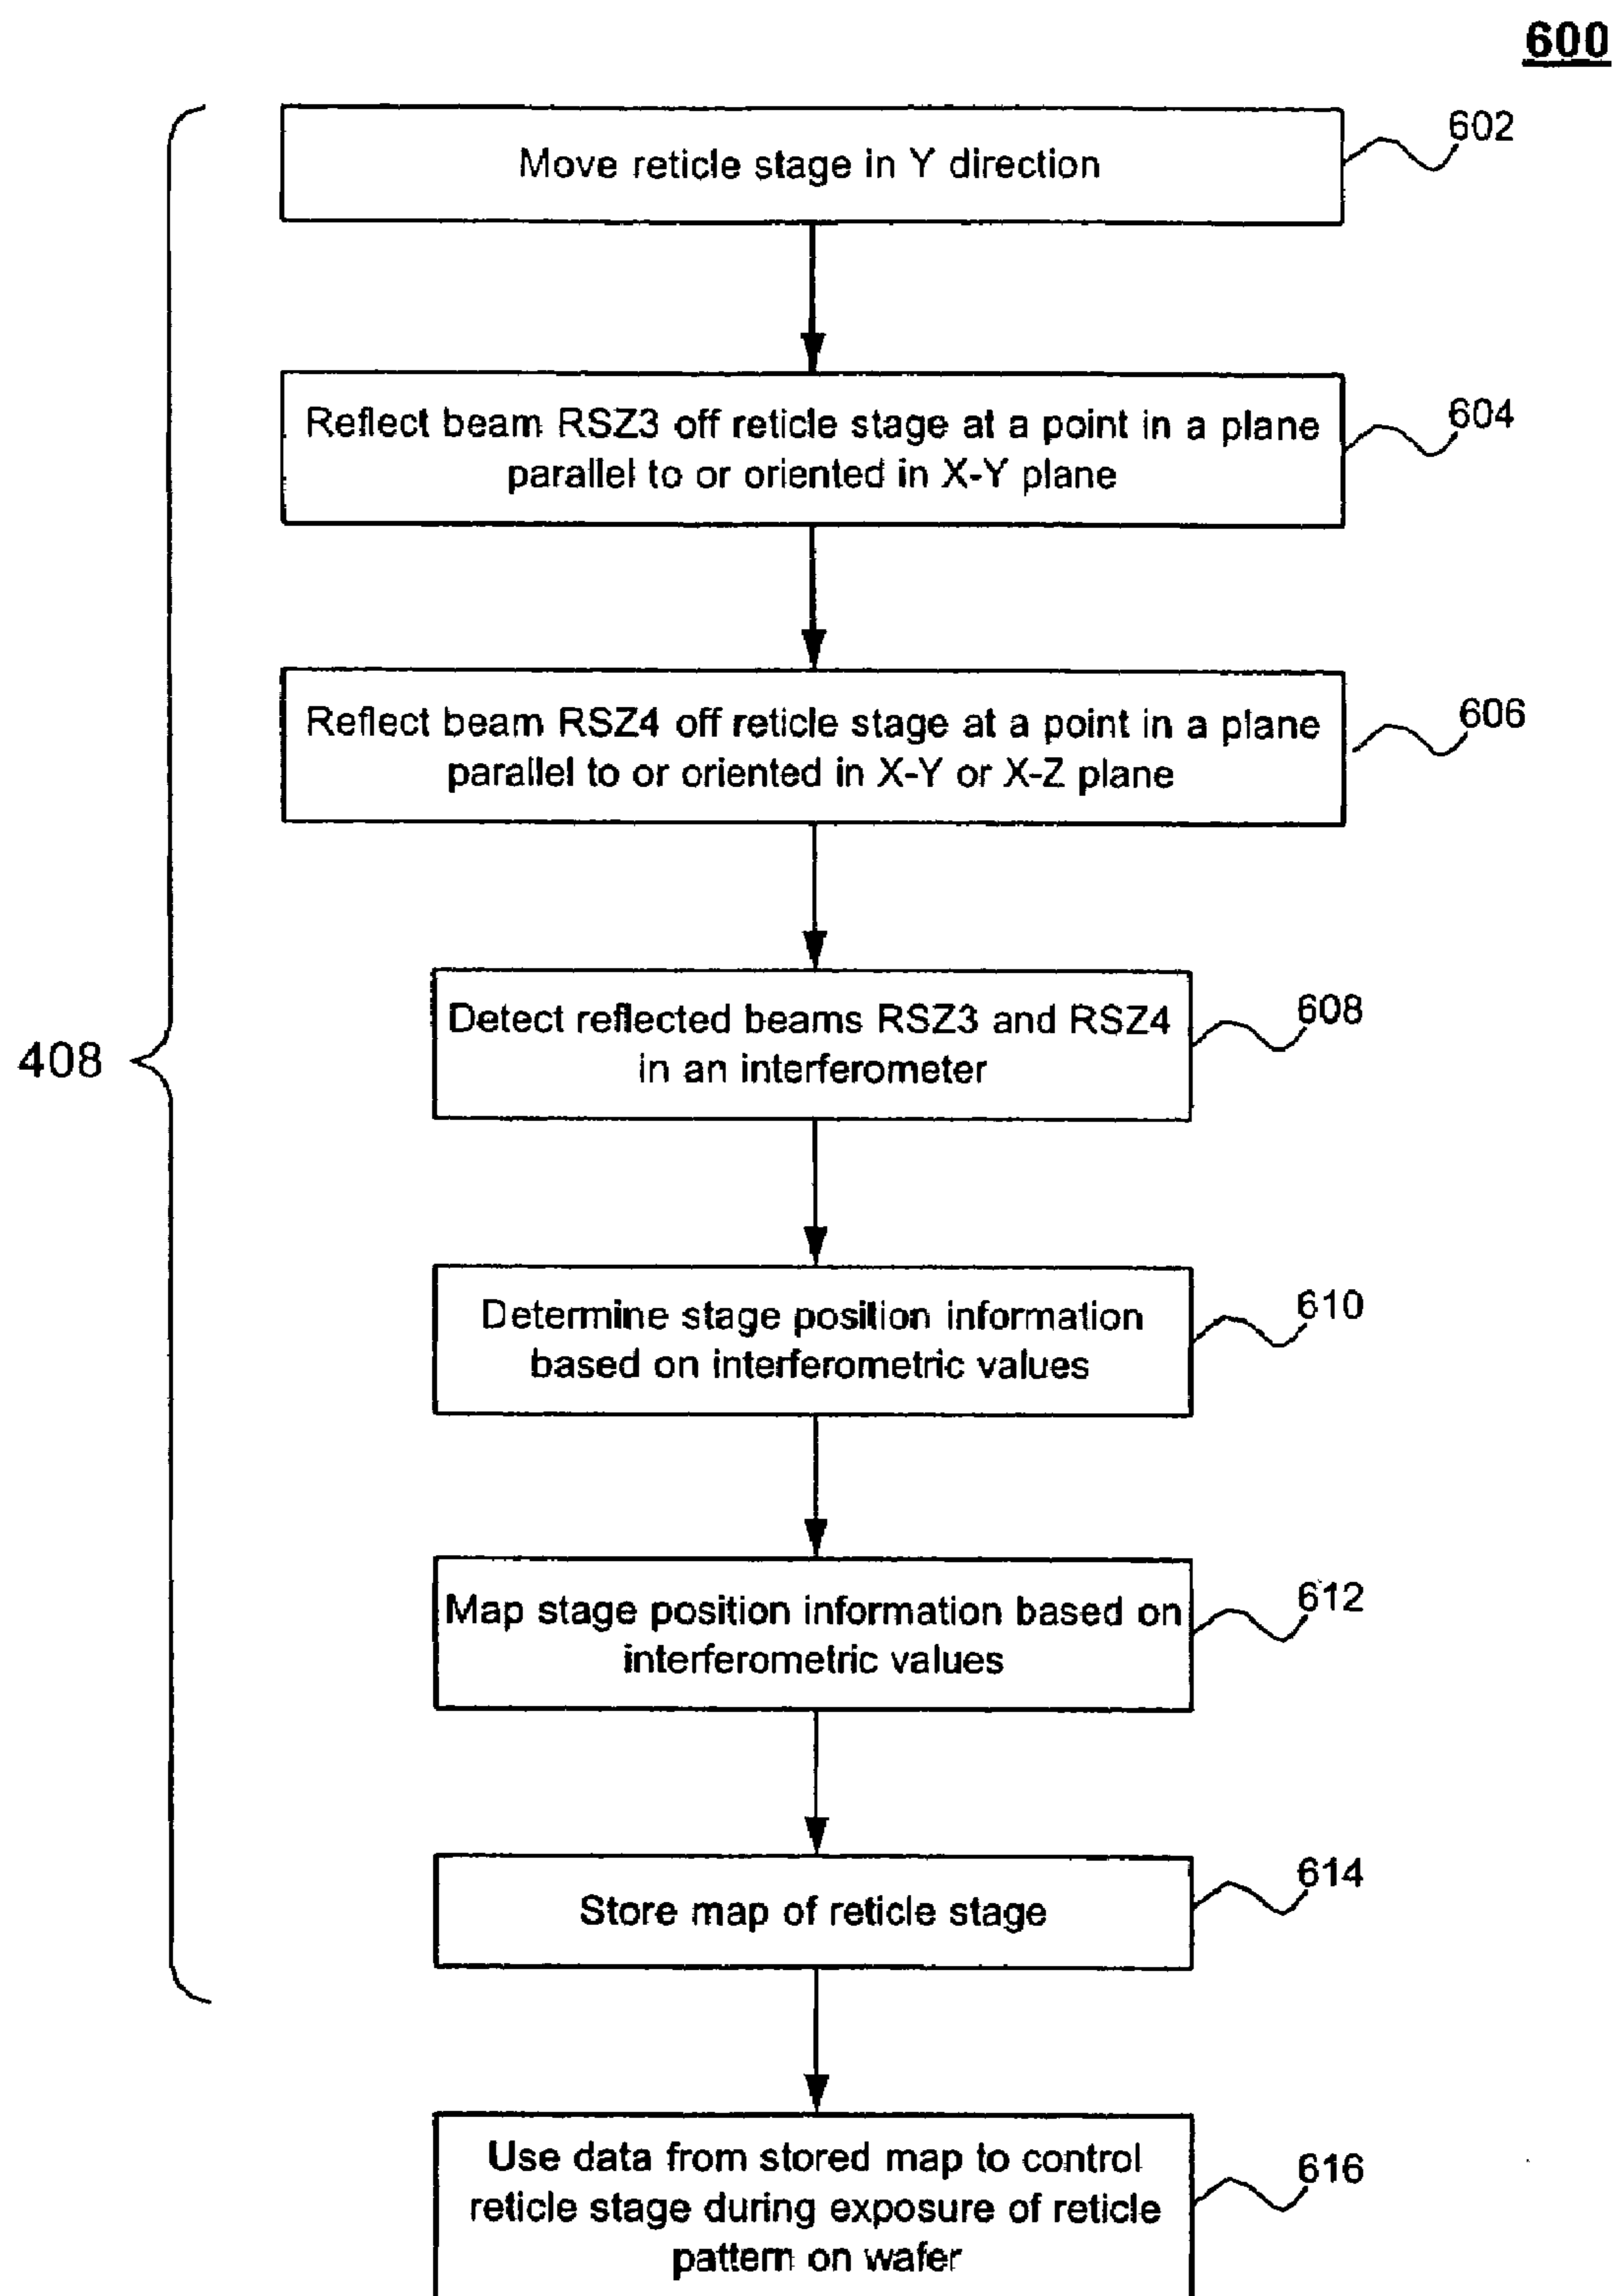 600
Move reticle stage in Y direction
602
Reflect beam RSZ3 off reticle stage at a point in a plane
parallel to or oriented in X-Y plane
604
Reflect beam RSZ4 off reticle stage at a point in a plane
parallel to or oriented in X-Y or X-Z plane
606
Detect reflected beams RSZ3 and RSZ4
in an interferometer
608
408
Determine stage position information
based on interferometric values
610
Map stage position information based on
interferometric values
612
Store map of reticle stage
614
Use data from stored map to control
reticle stage during exposure of reticle
pattern on wafer
616